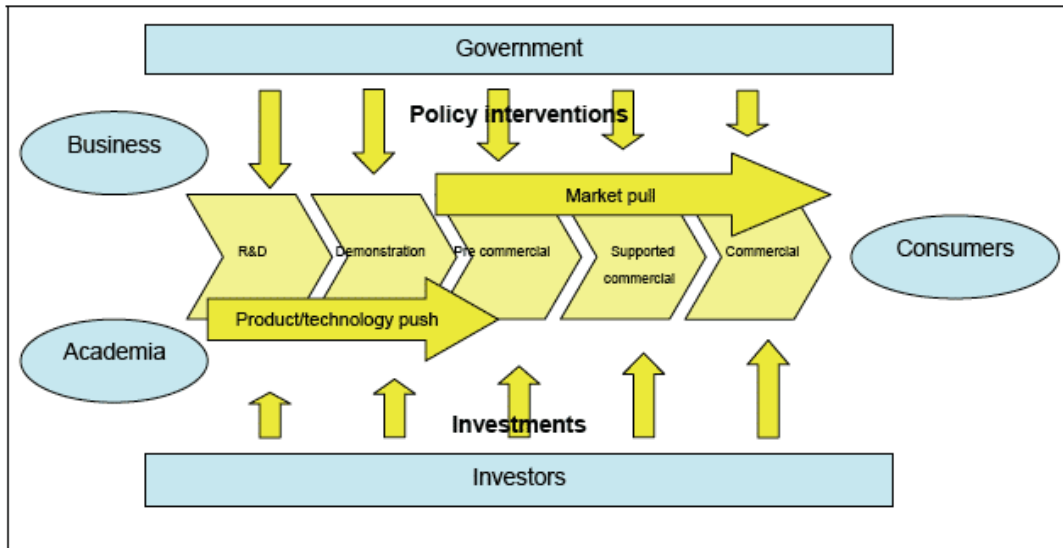 Government
Policy interventions
Business
Market pull
R&D
Demonstration
Pre commercial
Supported
commercial
Commercial
Consumers
Product/technology push
Academia
Investments
Investors